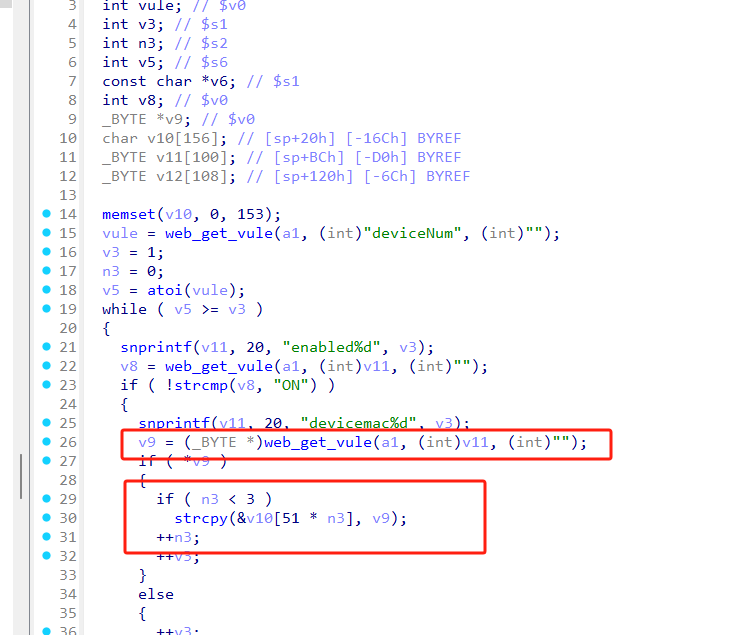 3 int vule; // $v0
4 int v3; // $s1
5 int n3; // $s2
6 int v5; // $s6
7 const char *v6; // $s1
8 int v8; // $v0
9 _BYTE *v9; // $v0
10 char v10[156]; // [sp+20h] [-16Ch] BYREF
11 _BYTE v11[100]; // [sp+BCh] [-D0h] BYREF
12 _BYTE v12[108]; // [sp+120h] [-6Ch] BYREF
13
14 memset(v10, 0, 153);
15 vule = web_get_vule(a1, (int)"deviceNum", (int)"");
16 v3 = 1;
17 n3 = 0;
18 v5 = atoi(vule);
19 while ( v5 >= v3 )
20 {
21 snprintf(v11, 20, "enabled%d", v3);
22 v8 = web_get_vule(a1, (int)v11, (int)"");
23 if ( !strcmp(v8, "ON") )
24 {
25 snprintf(v11, 20, "devicemac%d", v3);
26 v9 = (_BYTE *)web_get_vule(a1, (int)v11, (int)"");
27 if ( *v9 )
28 {
29 if ( n3 < 3 )
30 strcpy(&v10[51 * n3], v9);
31 ++n3;
32 ++v3;
33 }
34 else
35 {
36 ++v3;